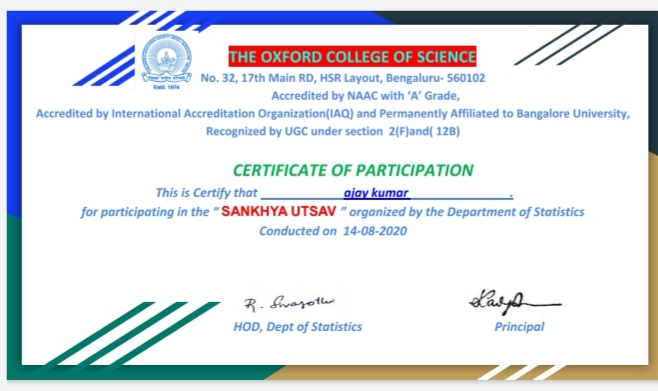 THE OXFORD COLLEGE OF SCIENCE
Estd. 1974
No. 32, 17th Main RD, HSR Layout, Bengaluru- 560102
Accredited by NAAC with ‘A’ Grade,
Accredited by International Accreditation Organization(IAQ) and Permanently Affiliated to Bangalore University,
Recognized by UGC under section 2(F)and( 12B)
CERTIFICATE OF PARTICIPATION
This is Certify that ajay kumar .
for participating in the “ SANKHYA UTSAV ” organized by the Department of Statistics
Conducted on 14-08-2020
HOD, Dept of Statistics Principal